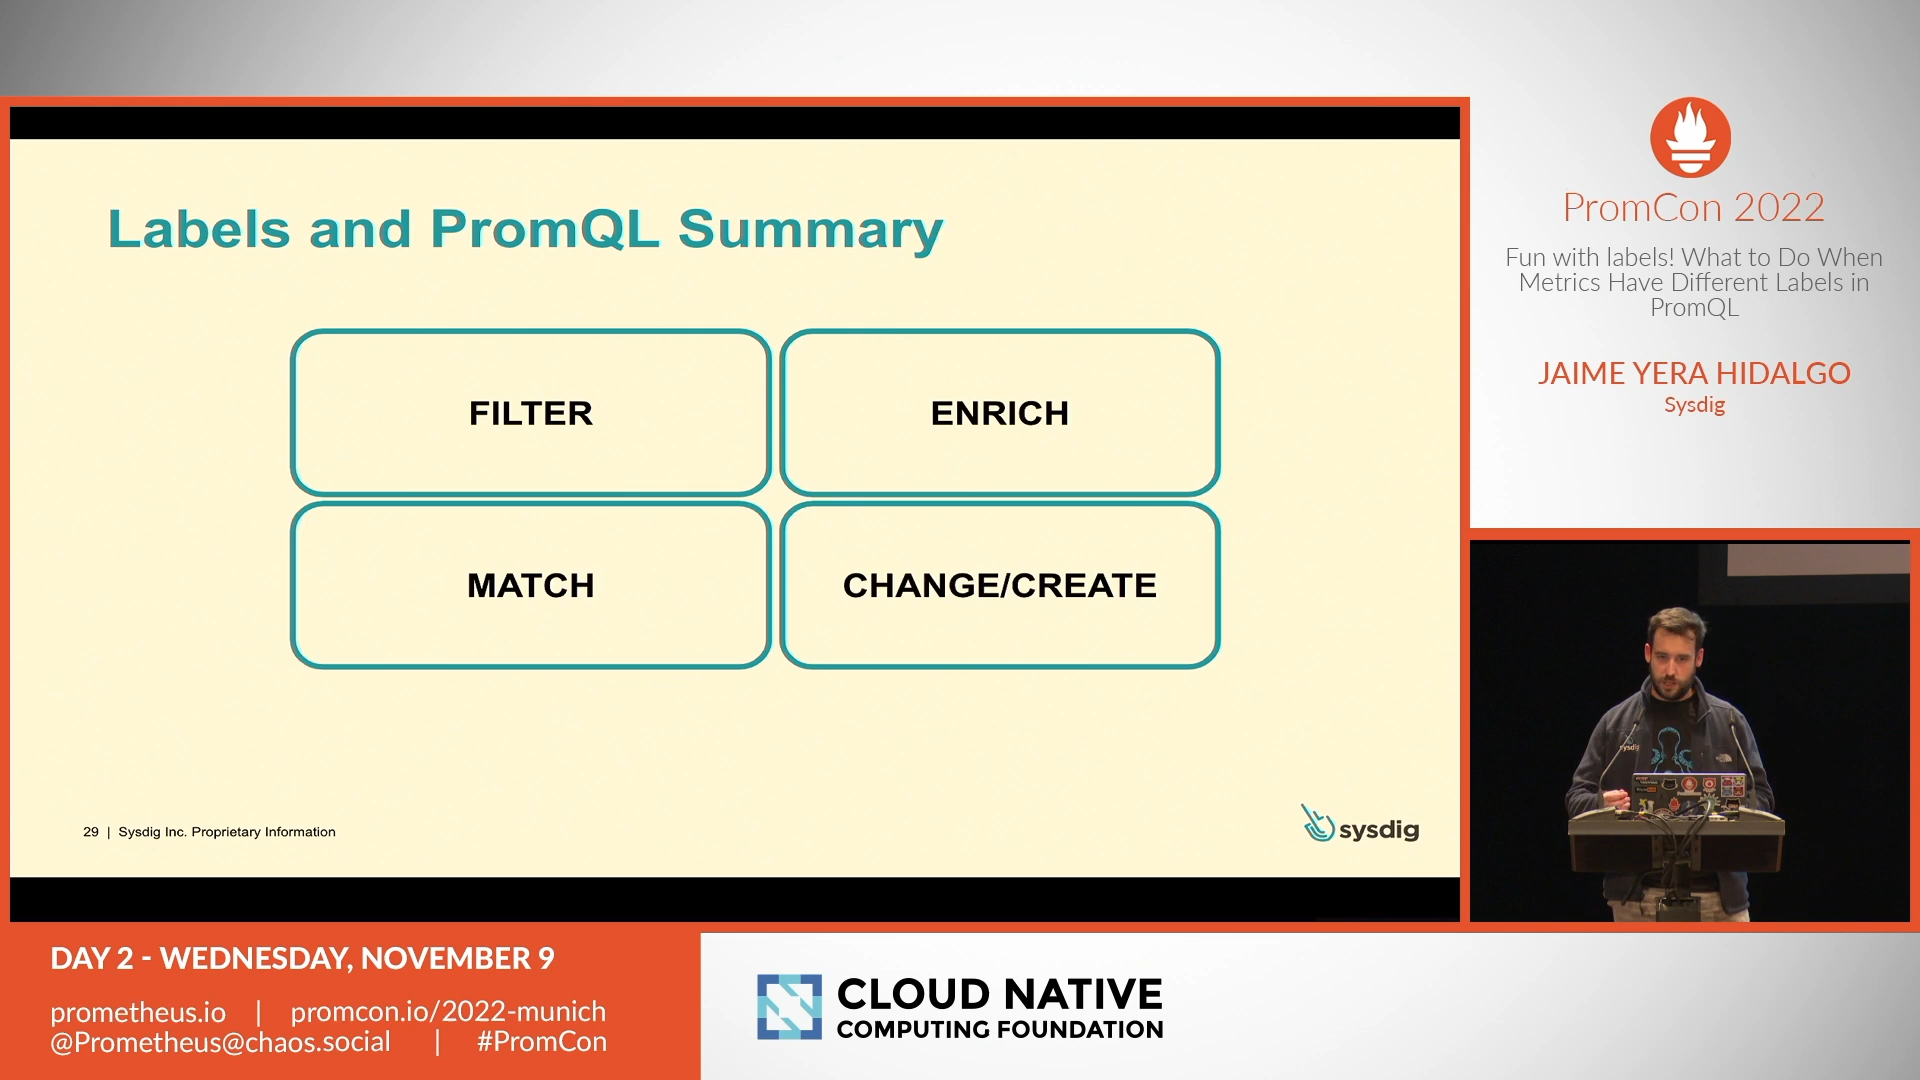 Labels and PromQL Summary
FILTER
ENRICH
MATCH
CHANGE/CREATE
29 | Sysdig Inc. Proprietary Information
sysdig
PromCon 2022
Fun with labels! What to Do When
Metrics Have Different Labels in
PromQL
JAIME YERA HIDALGO
Sysdig
sysdig
DAY 2 - WEDNESDAY, NOVEMBER 9
prometheus.io | promcon.io/2022-munich
@Prometheus@chaos.social | #PromCon
CLOUD NATIVE
COMPUTING FOUNDATION